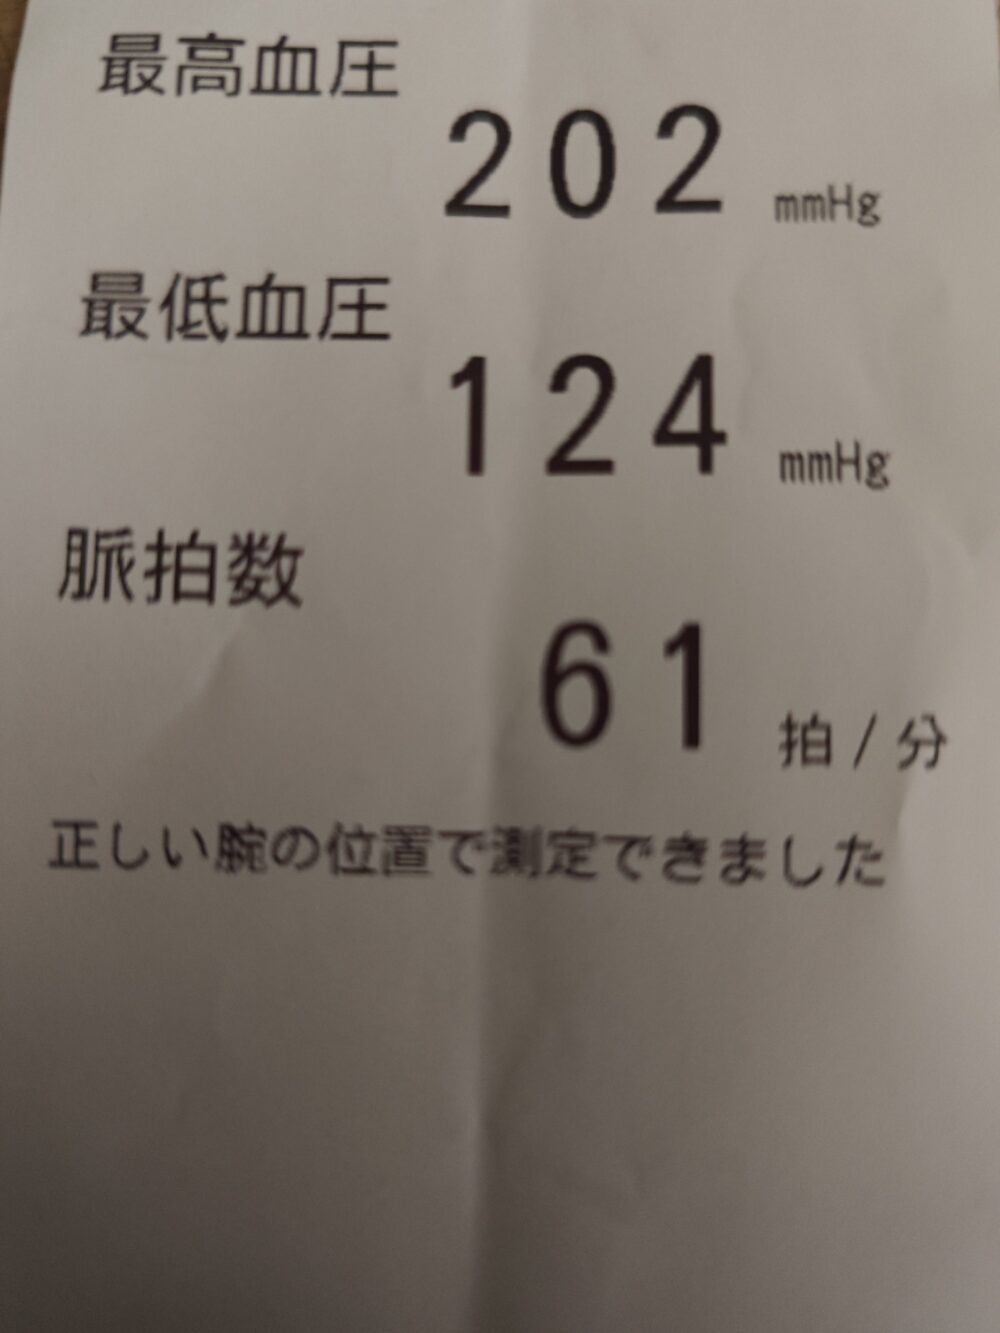 最高血圧
202 mmHg
最低血圧
124 mmHg
脈拍数
61 拍/分
正しい腕の位置で測定できました